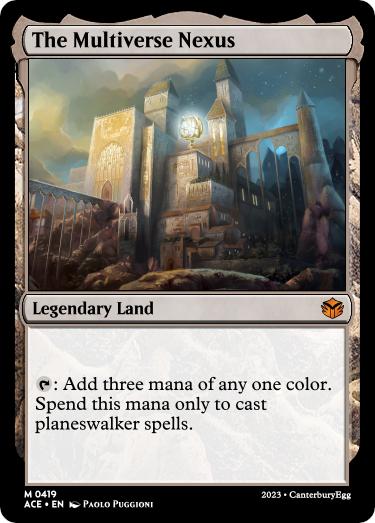 The Multiverse Nexus
Legendary Land
: Add three mana of any one color.
Spend this mana only to cast
planeswalker spells.
M 0419
ACE • EN Paolo Puggioni
2023 • CanterburyEgg